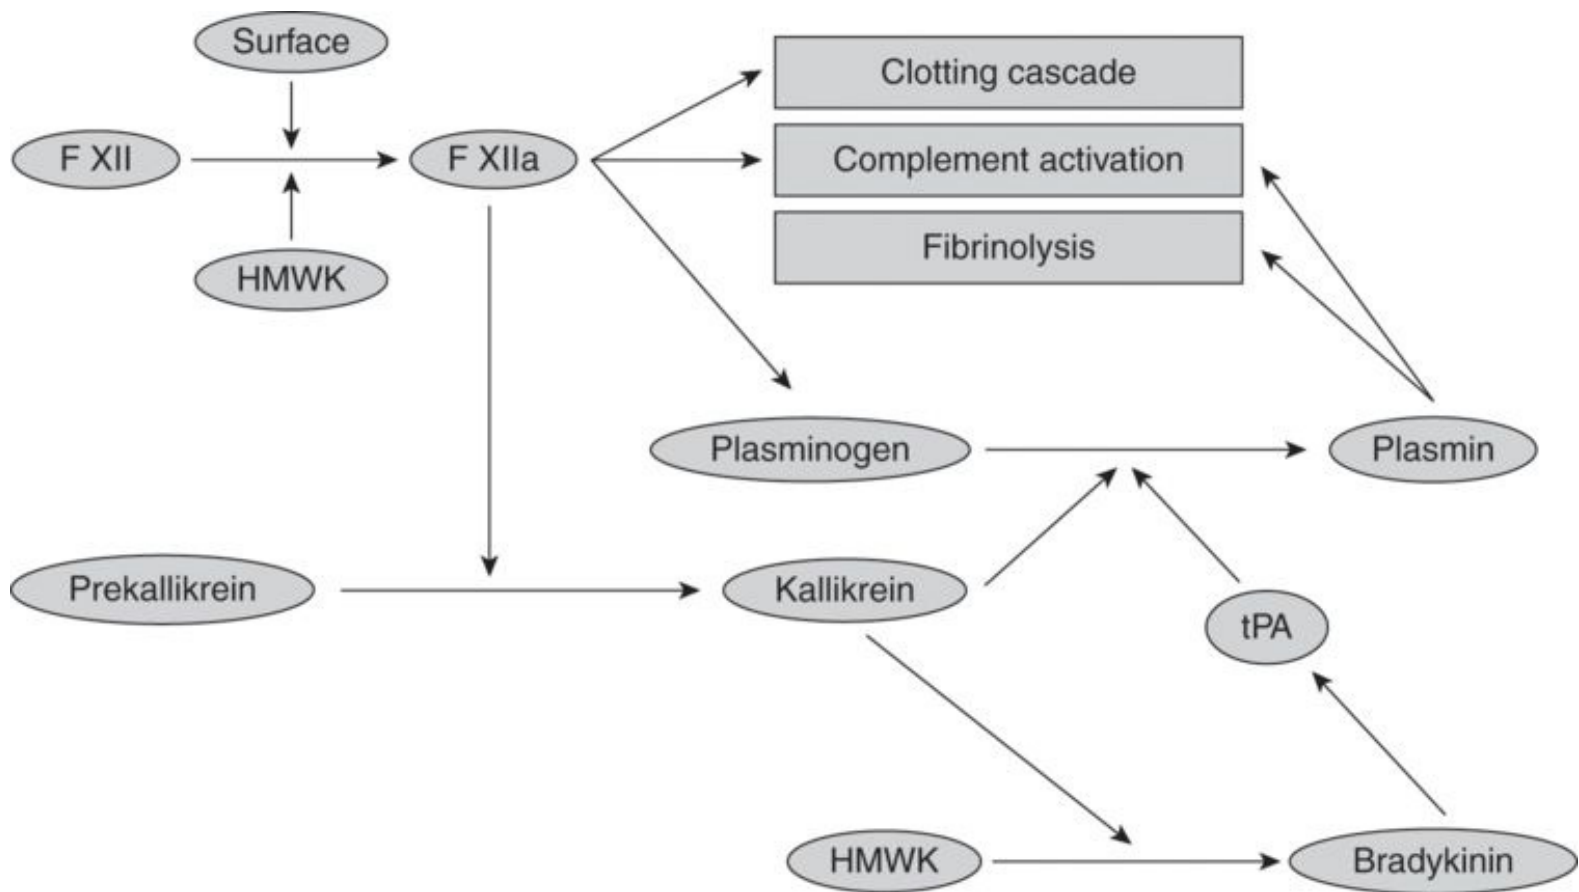 Surface
Clotting cascade
F XII
F XIIa
Complement activation
Fibrinolysis
HMWK
Plasminogen
Plasmin
Prekallikrein
Kallikrein
tPA
HMWK
Bradykinin